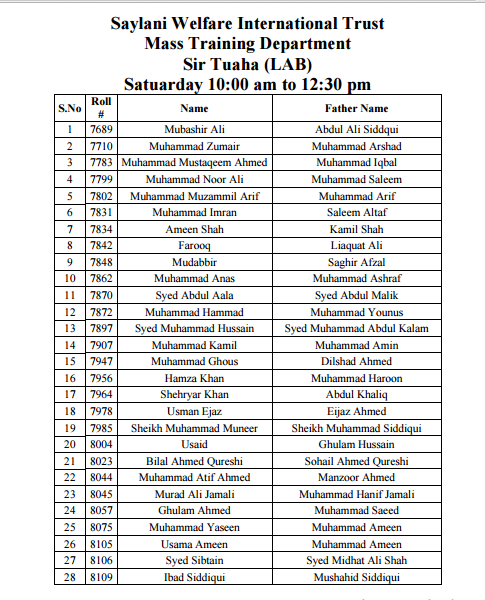 Saylani Welfare International Trust
Mass Training Department
Sir Tuaha (LAB)
Satuarday 10:00 am to 12:30 pm
S.No Roll # Name Father Name
1 7689 Mubashir Ali Abdul Ali Siddqui
2 7710 Muhammad Zumair Muhammad Arshad
3 7783 Muhammad Mustaqeem Ahmed Muhammad Iqbal
4 7799 Muhammad Noor Ali Muhammad Saleem
5 7802 Muhammad Muzammil Arif Muhammad Arif
6 7831 Muhammad Imran Saleem Altaf
7 7834 Ameen Shah Kamil Shah
8 7842 Farooq Liaquat Ali
9 7848 Mudabbir Saghir Afzal
10 7862 Muhammad Anas Muhammad Ashraf
11 7870 Syed Abdul Aala Syed Abdul Malik
12 7872 Muhammad Hammad Muhammad Younus
13 7897 Syed Muhammad Hussain Syed Muhammad Abdul Kalam
14 7907 Muhammad Kamil Muhammad Amin
15 7947 Muhammad Ghous Dilshad Ahmed
16 7956 Hamza Khan Muhammad Haroon
17 7964 Shehryar Khan Abdul Khaliq
18 7978 Usman Ejaz Eijaz Ahmed
19 7985 Sheikh Muhammad Muneer Sheikh Muhammad Siddiqui
20 8004 Usaid Ghulam Hussain
21 8023 Bilal Ahmed Qureshi Sohail Ahmed Qureshi
22 8044 Muhammad Atif Ahmed Manzoor Ahmed
23 8045 Murad Ali Jamali Muhammad Hanif Jamali
24 8057 Ghulam Ahmed Muhammad Saeed
25 8075 Muhammad Yaseen Muhammad Ameen
26 8105 Usama Ameen Muhammad Ameen
27 8106 Syed Sibtain Syed Midhat Ali Shah
28 8109 Ibad Siddiqui Mushahid Siddiqui